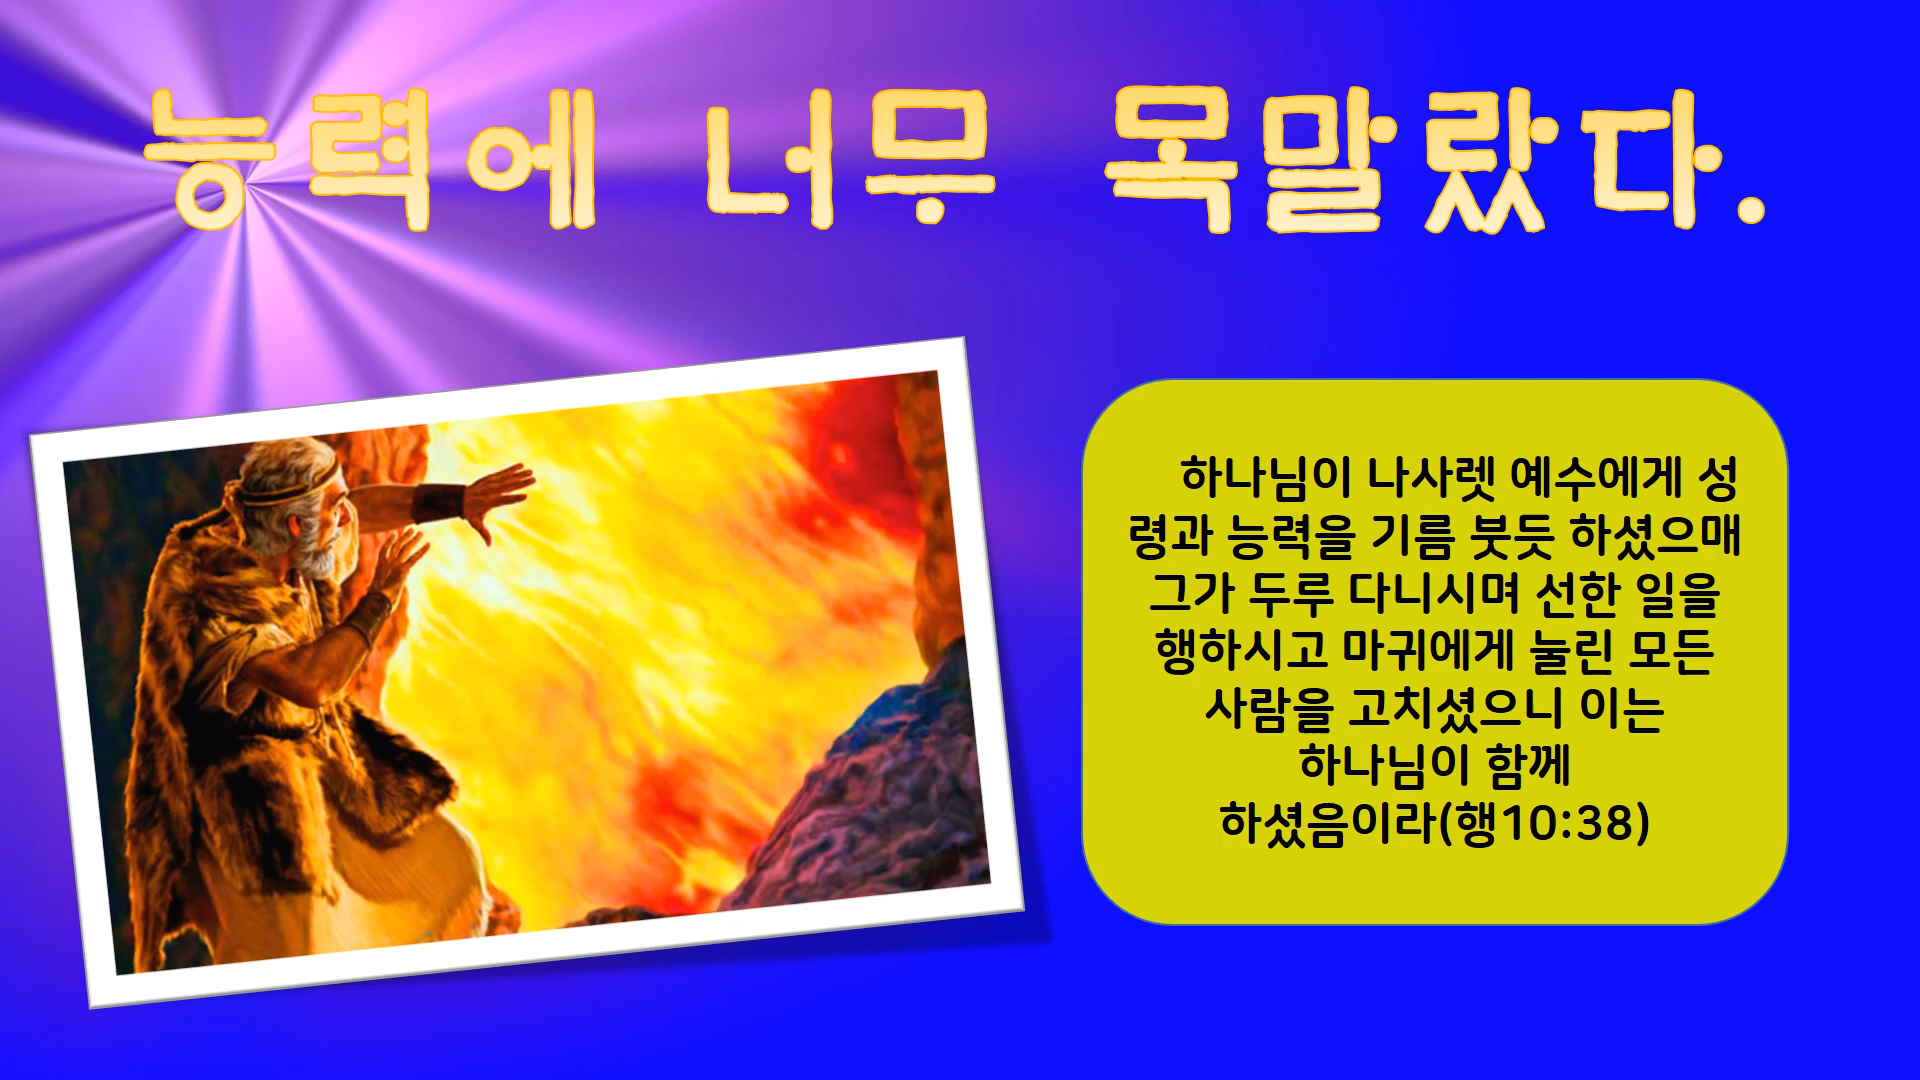 능력에 너무 목말랐다.
하나님이 나사렛 예수에게 성
령과 능력을 기름 붓듯 하셨으매
그가 두루 다니시며 선한 일을
행하시고 마귀에게 눌린 모든
사람을 고치셨으니 이는
하나님이 함께
하셨음이라(행10:38)